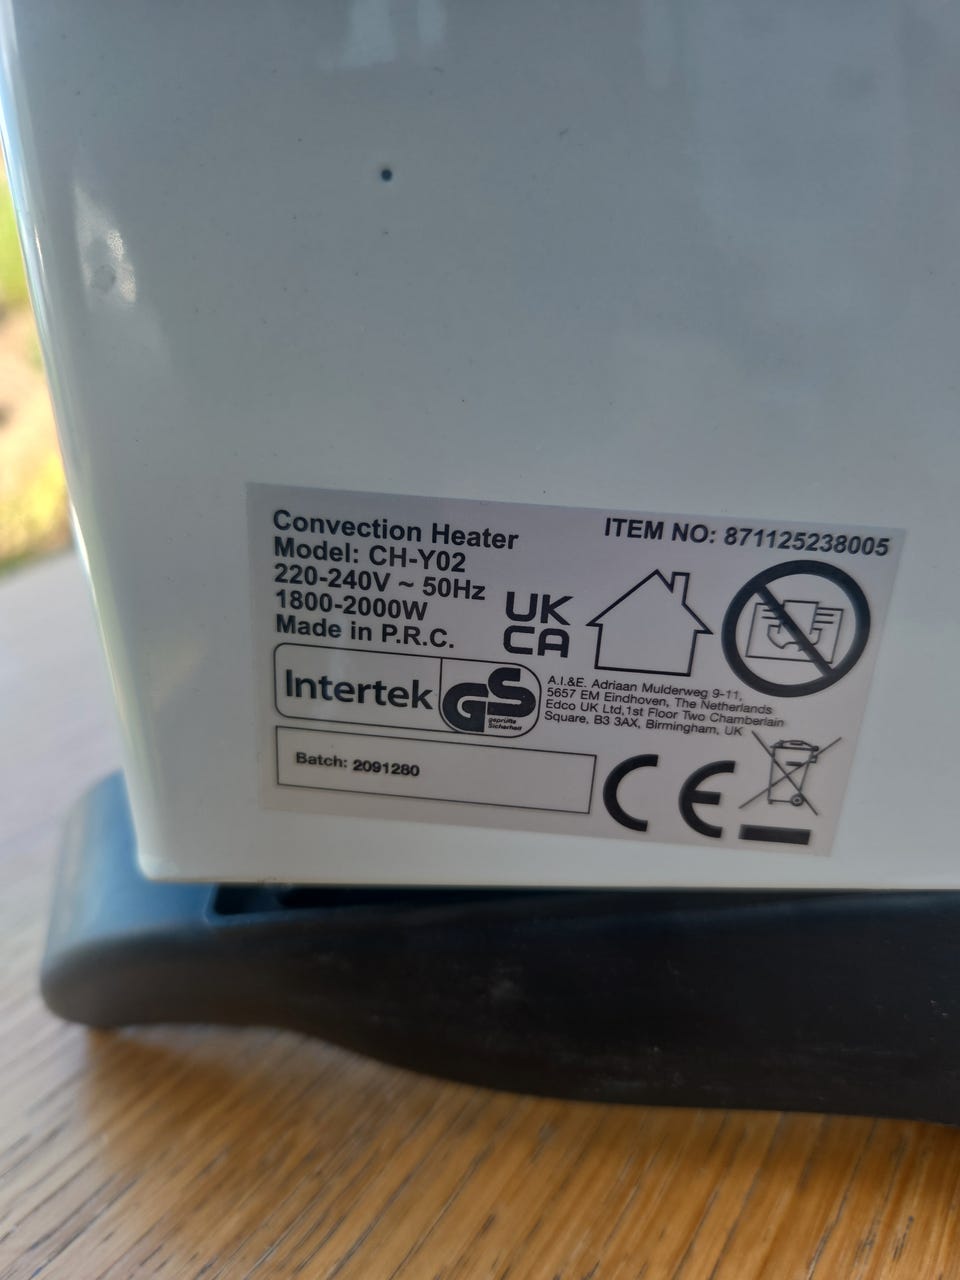 Convection Heater
Model: CH-Y02
220-240V ~ 50Hz
1800-2000W
Made in P.R.C.
ITEM NO: 871125238005
UK
CA
Intertek
GS
geprüfte
Sicherheit
A.I.&E. Adriaan Mulderweg 9-11,
5657 EM Eindhoven, The Netherlands
Edco UK Ltd,1st Floor Two Chamberlain
Square, B3 3AX, Birmingham, UK
Batch: 2091280
CE